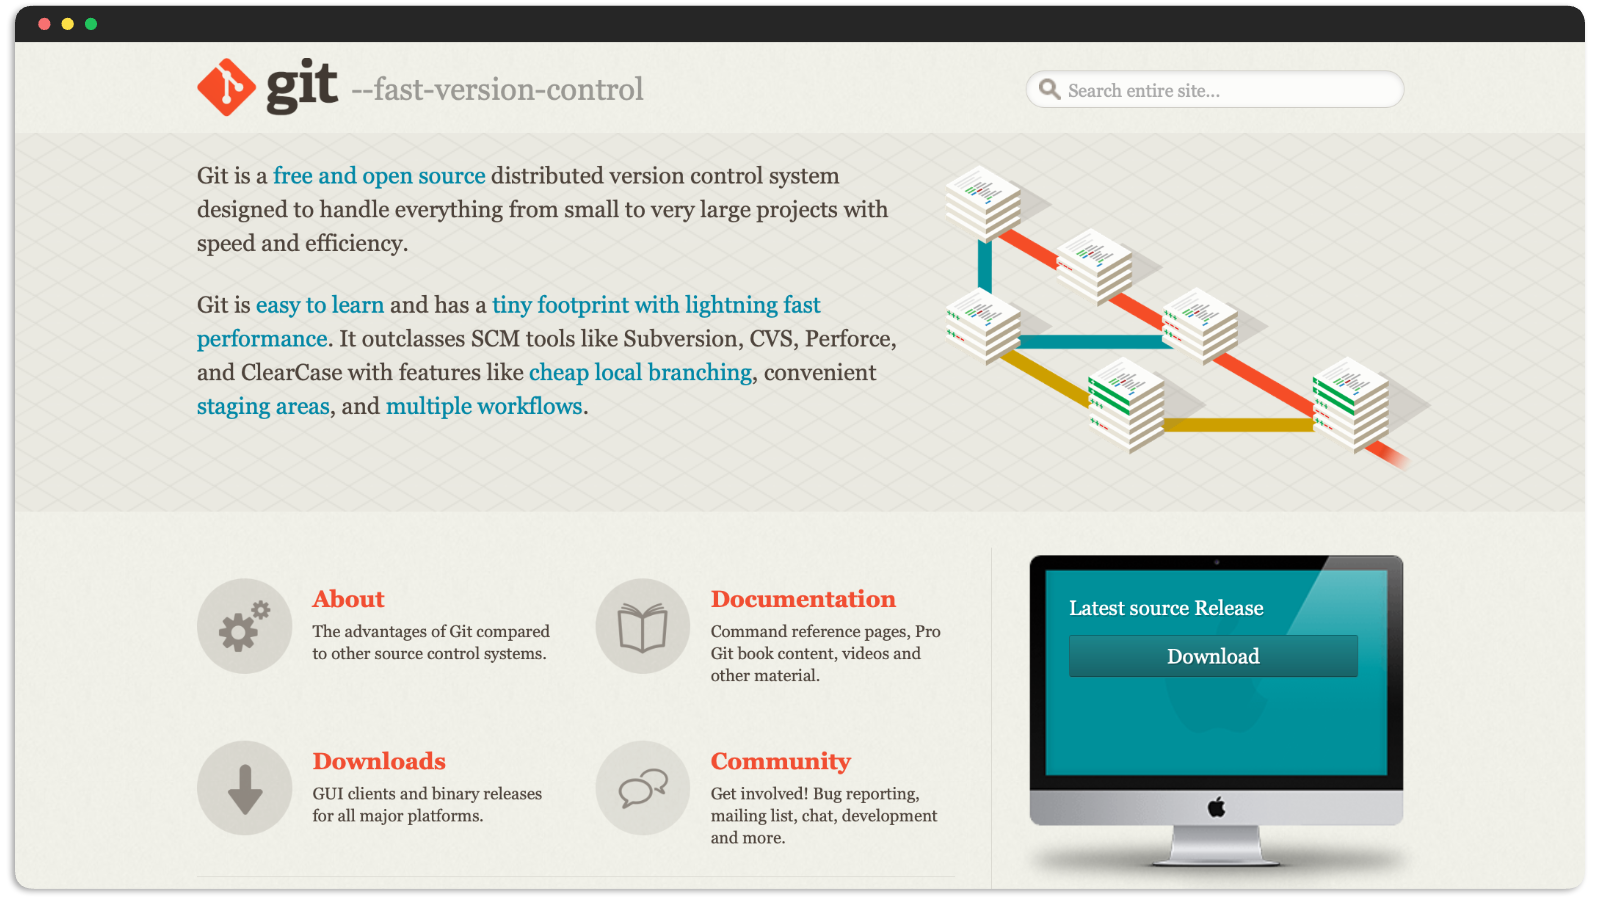 git --fast-version-control
Search entire site...
Git is a free and open source distributed version control system
designed to handle everything from small to very large projects with
speed and efficiency.
Git is easy to learn and has a tiny footprint with lightning fast
performance. It outclasses SCM tools like Subversion, CVS, Perforce,
and ClearCase with features like cheap local branching, convenient
staging areas, and multiple workflows.
About
The advantages of Git compared
to other source control systems.
Documentation
Command reference pages, Pro
Git book content, videos and
other material.
Downloads
GUI clients and binary releases
for all major platforms.
Community
Get involved! Bug reporting,
mailing list, chat, development
and more.
Latest source Release
Download